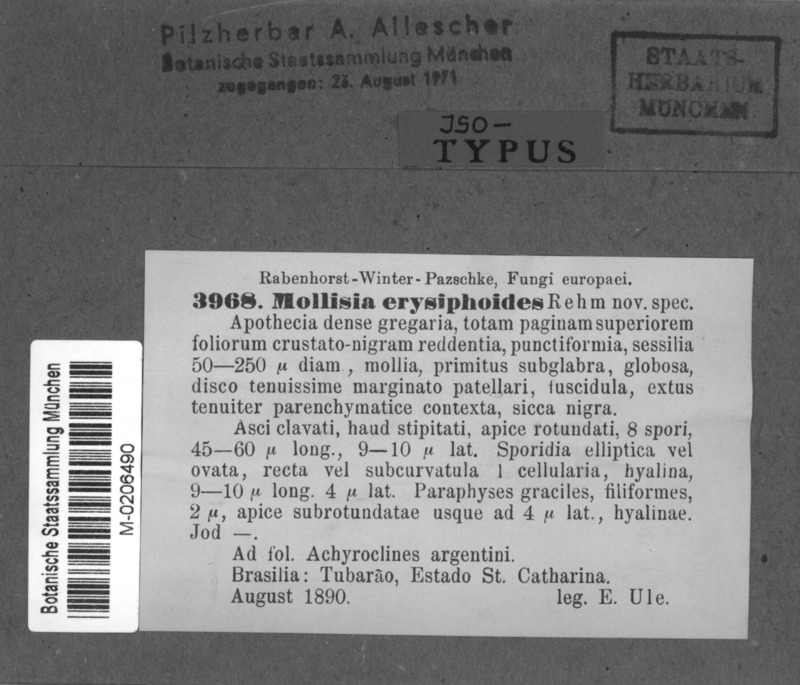 Pilzherbar A. Allescher
Botanische Staatssammlung München
zugegangen: 23. August 1971
STAATS-
HERBARIUM
MÜNCHEN
ISO-
TYPUS
Rabenhorst-Winter-Pazschke, Fungi europaei.
3968. Mollisia erysiphoides Rehm nov. spec.
Apothecia dense gregaria, totam paginam superiorem
foliorum crustato-nigram reddentia, punctiformia, sessilia
50—250 µ diam, mollia, primitus subglabra, globosa,
disco tenuissime marginato patellari, fuscidula, extus
tenuiter parenchymatice contexta, sicca nigra.
Asci clavati, haud stipitati, apice rotundati, 8 spori,
45—60 µ long., 9—10 µ lat. Sporidia elliptica vel
ovata, recta vel subcurvatula 1 cellularia, hyalina,
9—10 µ long. 4 µ lat. Paraphyses graciles, filiformes,
2 µ, apice subrotundatae usque ad 4 µ lat., hyalinae.
Jod —.
Ad fol. Achyroclines argentini.
Brasilia: Tubarão, Estado St. Catharina.
August 1890. leg. E. Ule.
Botanische Staatssammlung München
M-0206490